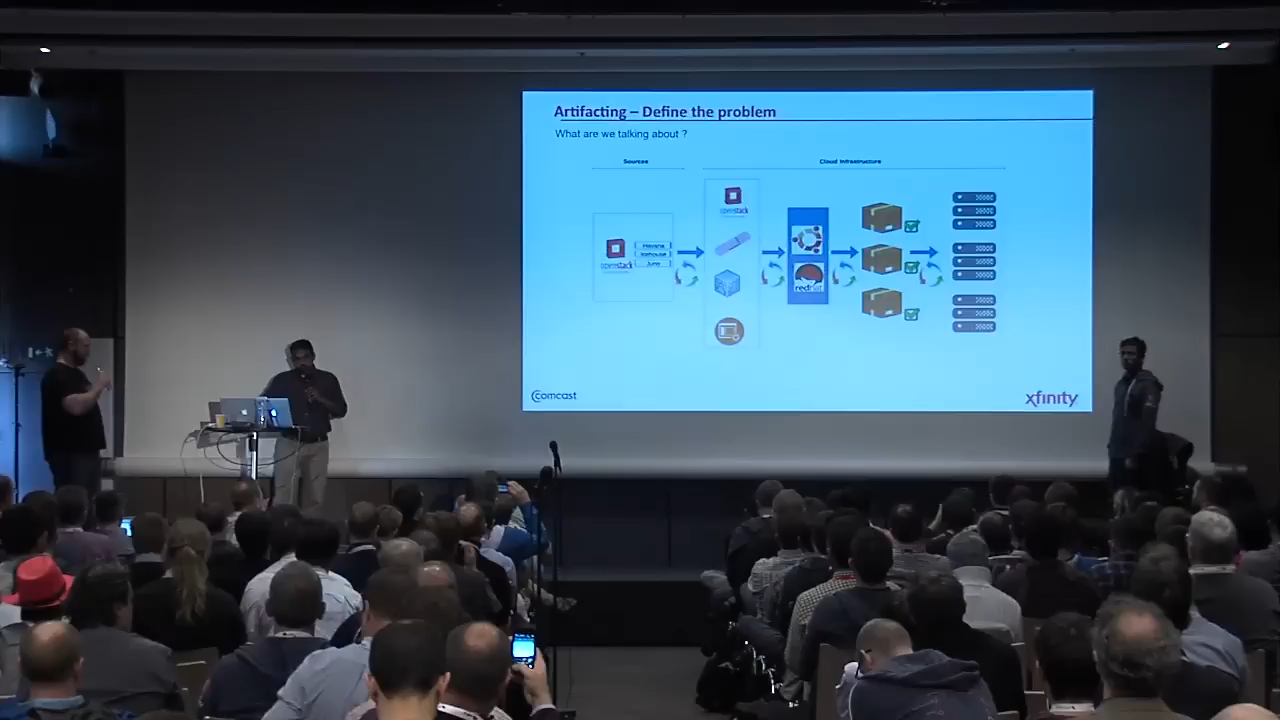 Artifacting – Define the problem
What are we talking about ?
Sources
Cloud Infrastructure
openstack
Havana
Icehouse
Juno
openstack
redhat
comcast
xfinity